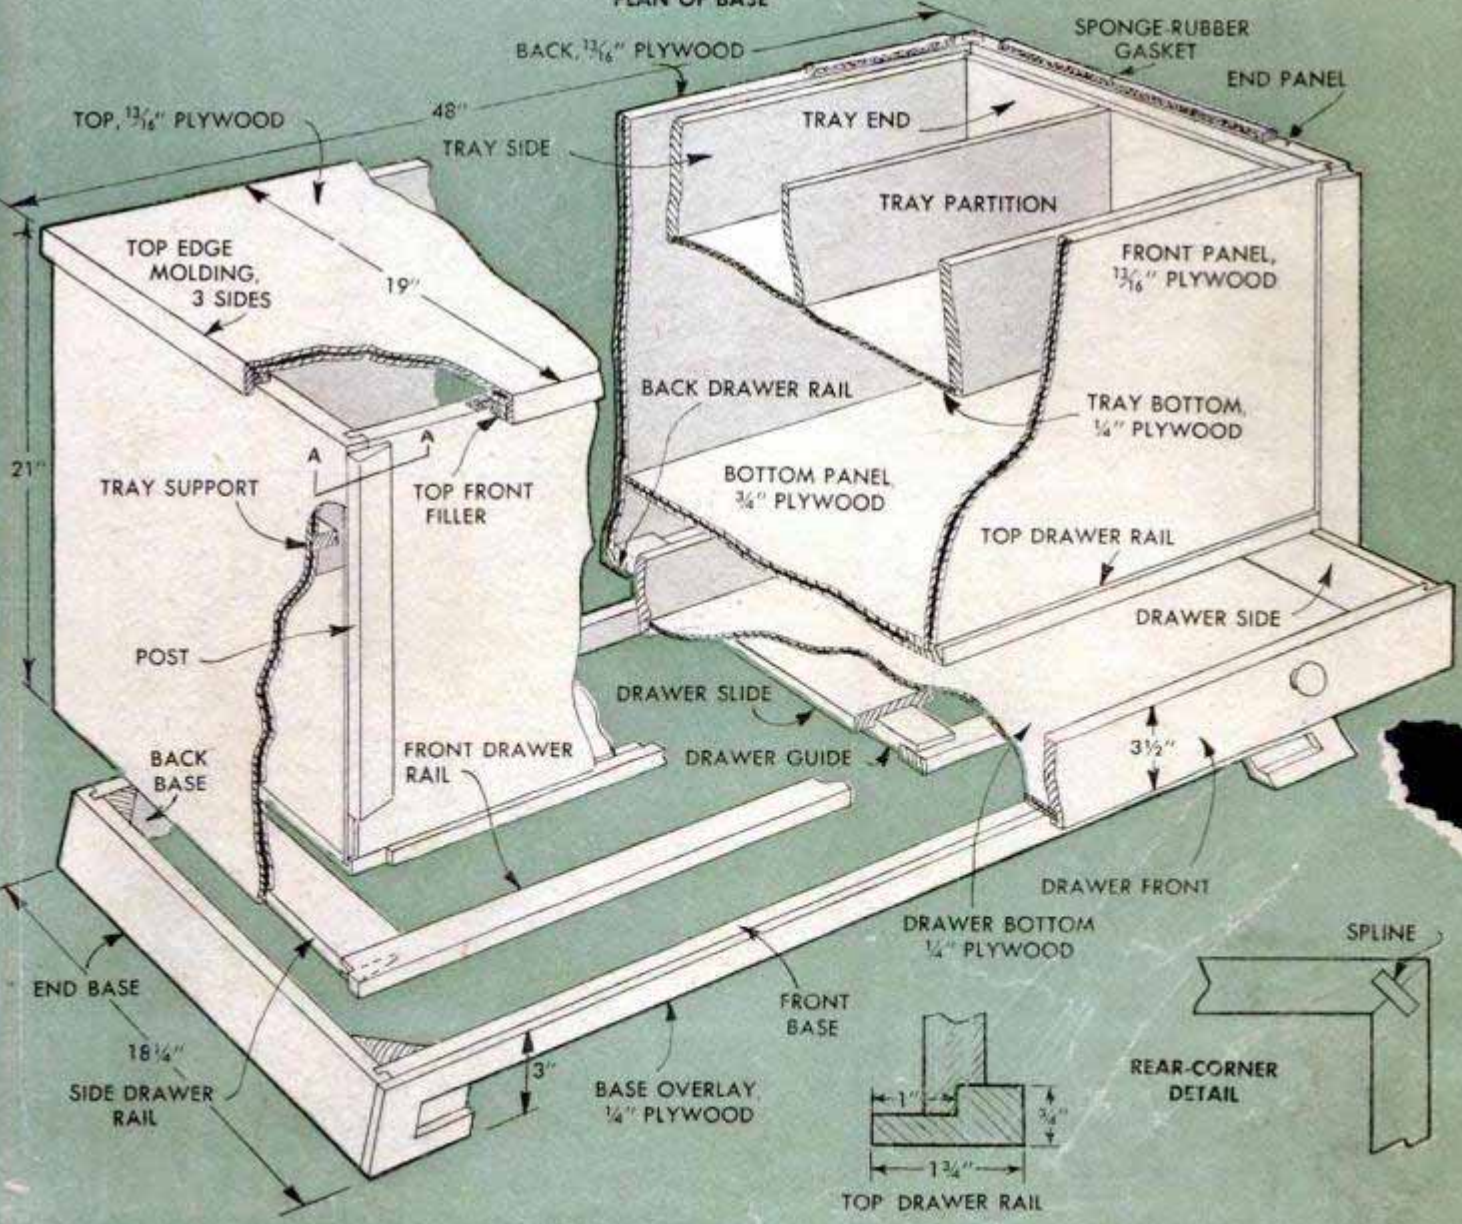 PLAN OF BASE
BACK, 13/16" PLYWOOD
SPONGE-RUBBER
GASKET
END PANEL
48"
TOP, 13/16" PLYWOOD
TRAY SIDE
TRAY END
TRAY PARTITION
TOP EDGE
MOLDING,
3 SIDES
19"
FRONT PANEL,
13/16" PLYWOOD
BACK DRAWER RAIL
TRAY BOTTOM,
1/4" PLYWOOD
A
A
21"
TRAY SUPPORT
TOP FRONT
FILLER
BOTTOM PANEL
3/4" PLYWOOD
TOP DRAWER RAIL
DRAWER SIDE
POST
DRAWER SLIDE
DRAWER GUIDE
3 1/2"
BACK
BASE
FRONT DRAWER
RAIL
DRAWER FRONT
DRAWER BOTTOM
1/4" PLYWOOD
SPLINE
END BASE
FRONT
BASE
18 1/4"
SIDE DRAWER
RAIL
3"
BASE OVERLAY,
1/4" PLYWOOD
REAR-CORNER
DETAIL
1"
3/4"
1 3/4"
TOP DRAWER RAIL